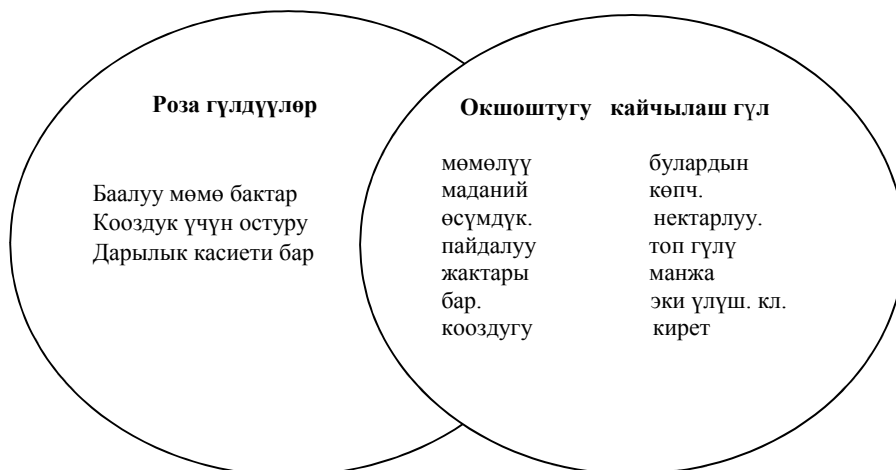 Роза гүлдүүлөр
Баалуу мөмө бактар
Кооздук үчүн остуру
Дарылык касиети бар
Окшоштугу кайчылаш гүл
мөмөлүү булардын
маданий көпч.
өсүмдүк. нектарлуу.
пайдалуу топ гүлү
жактары манжа
бар. эки үлүш. кл.
кооздугу кирет